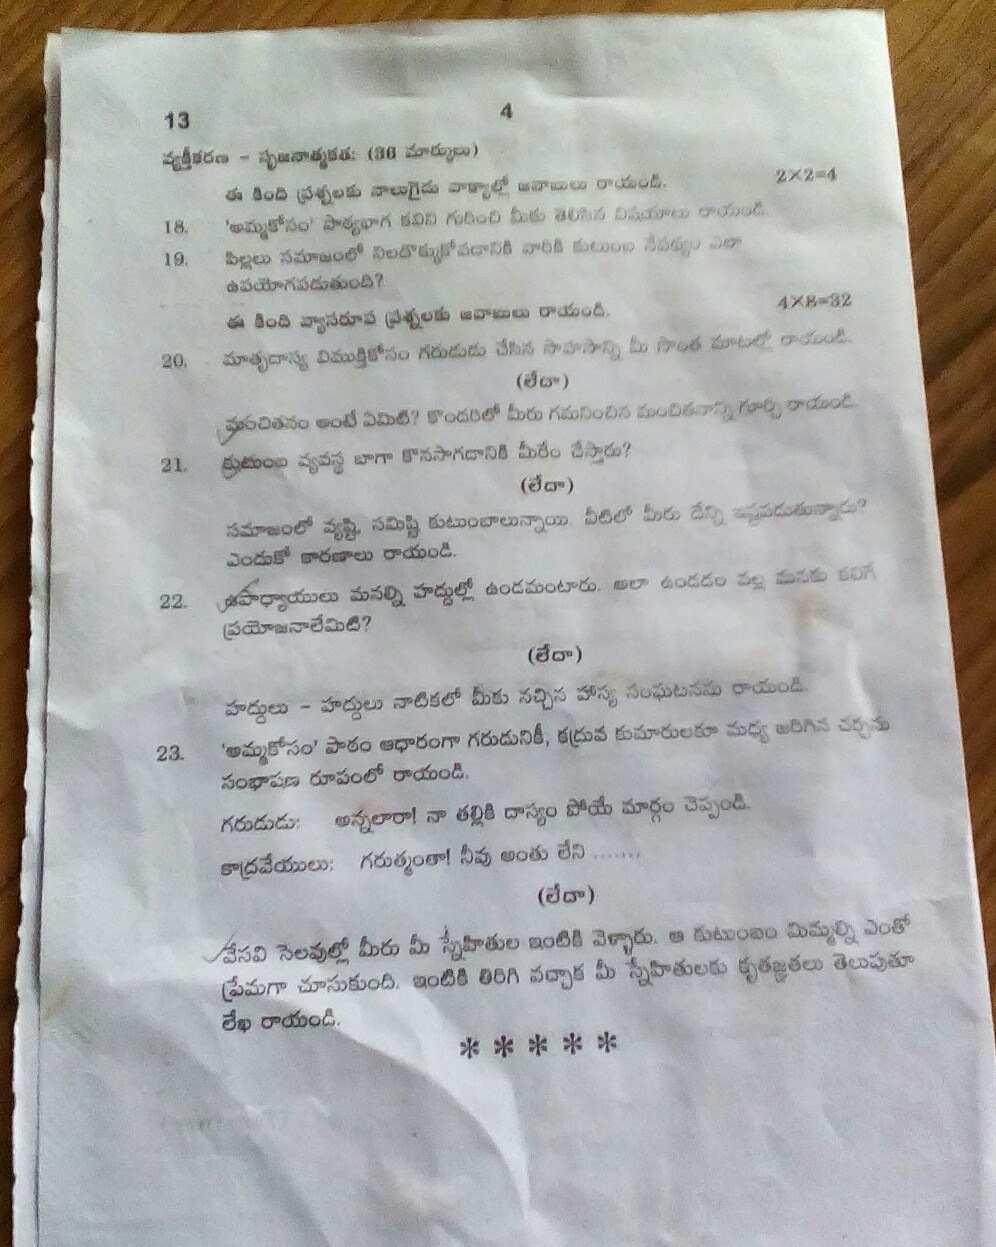 13
4
వ్యక్తీకరణ - సృజనాత్మకత: (36 మార్కులు)
ఈ కింది ప్రశ్నలకు నాలుగైదు వాక్యాల్లో జవాబులు రాయండి. 2×2=4
18. 'అమ్మకోసం' పాఠ్యభాగ కవిని గురించి మీకు తెలిసిన విషయాలు రాయండి.
19. పిల్లలు సమాజంలో నిలదొక్కుకోవడానికి వారికి కుటుంబ నేపథ్యం ఎలా
ఉపయోగపడుతుంది?
ఈ కింది వ్యాసరూప ప్రశ్నలకు జవాబులు రాయండి. 4×8=32
20. మాతృదాస్య విముక్తికోసం గరుడుడు చేసిన సాహసాన్ని మీ సొంత మాటల్లో రాయండి.
(లేదా)
మంచితనం అంటే ఏమిటి? కొందరిలో మీరు గమనించిన మంచితనాన్ని గూర్చి రాయండి.
21. కుటుంబ వ్యవస్థ బాగా కొనసాగడానికి మీరేం చేస్తారు?
(లేదా)
సమాజంలో వ్యష్టి, సమిష్టి కుటుంబాలున్నాయి. వీటిలో మీరు దేన్ని ఇష్టపడుతున్నారు?
ఎందుకో కారణాలు రాయండి.
22. ఉపాధ్యాయులు మనల్ని హద్దుల్లో ఉండమంటారు. అలా ఉండడం వల్ల మనకు కలిగే
ప్రయోజనాలేమిటి?
(లేదా)
హద్దులు - హద్దులు నాటికలో మీకు నచ్చిన హాస్య సంఘటనను రాయండి.
23. 'అమ్మకోసం' పాఠం ఆధారంగా గరుడునికీ, కద్రువ కుమారులకూ మధ్య జరిగిన చర్చను
సంభాషణ రూపంలో రాయండి.
గరుడుడు: అన్నలారా! నా తల్లికి దాస్యం పోయే మార్గం చెప్పండి.
కాద్రవేయులు: గరుత్మంతా! నీవు అంతు లేని .......
(లేదా)
వేసవి సెలవుల్లో మీరు మీ స్నేహితుల ఇంటికి వెళ్ళారు. ఆ కుటుంబం మిమ్మల్ని ఎంతో
ప్రేమగా చూసుకుంది. ఇంటికి తిరిగి వచ్చాక మీ స్నేహితులకు కృతజ్ఞతలు తెలుపుతూ
లేఖ రాయండి.
* * * * *